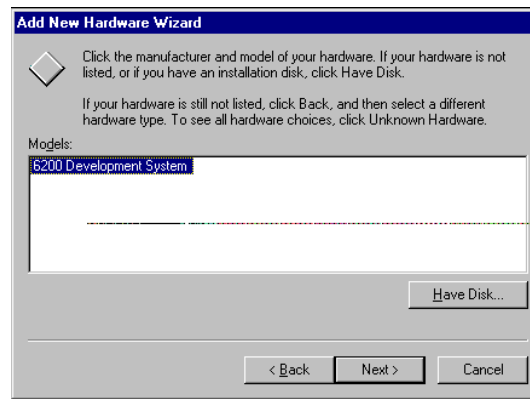 Add New Hardware Wizard
Click the manufacturer and model of your hardware. If your hardware is not
listed, or if you have an installation disk, click Have Disk.
If your hardware is still not listed, click Back, and then select a different
hardware type. To see all hardware choices, click Unknown Hardware.
Models:
6200 Development System
Have Disk...
< Back
Next >
Cancel